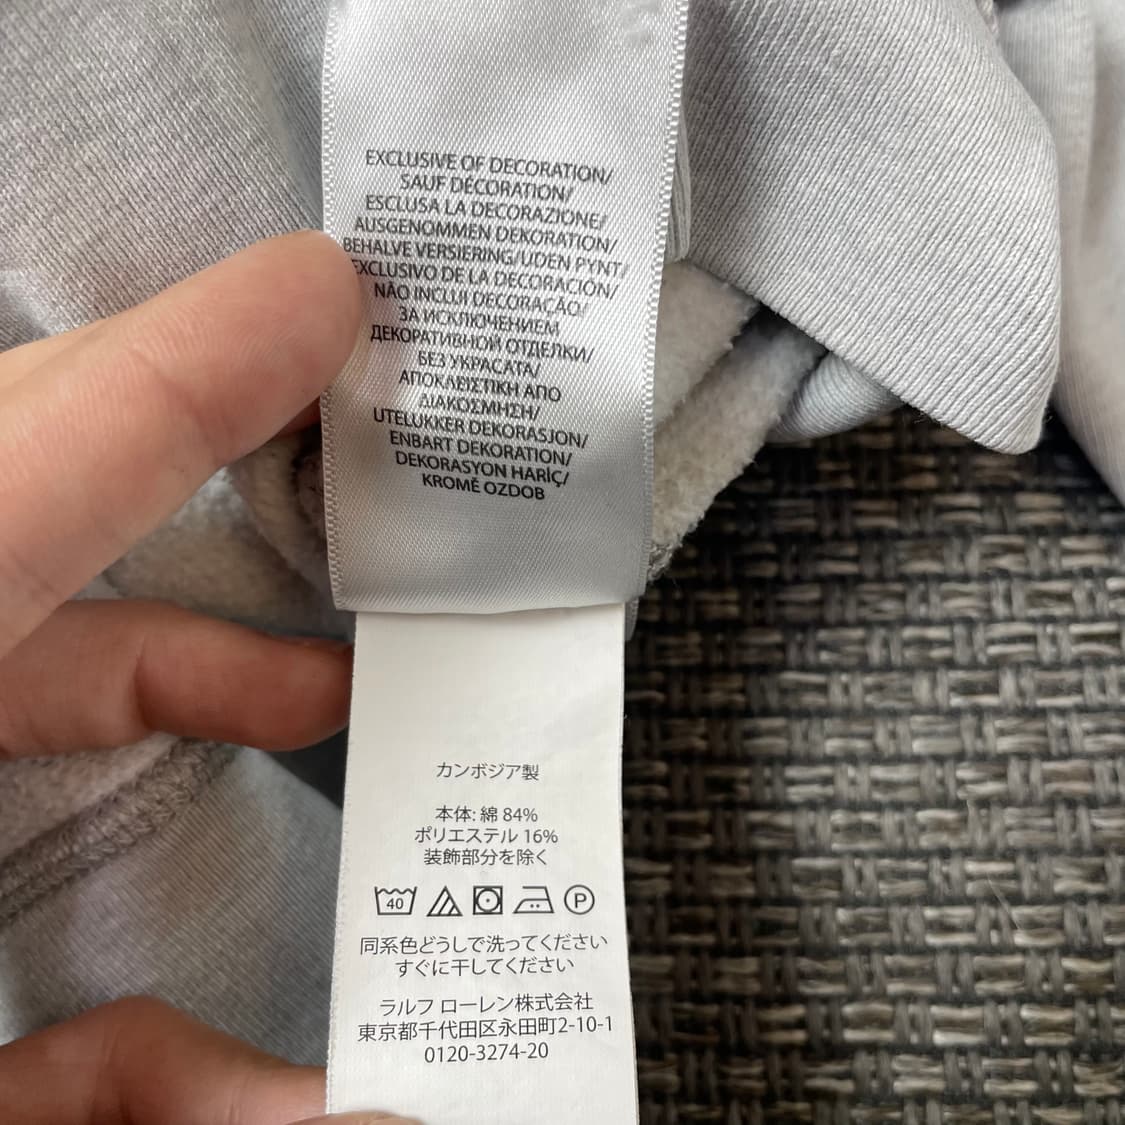 EXCLUSIVE OF DECORATION/
SAUF DÉCORATION/
ESCLUSA LA DECORAZIONE/
AUSGENOMMEN DEKORATION/
BEHALVE VERSIERING/UDEN PYNT/
EXCLUSIVO DE LA DECORACIÓN/
NÃO INCLUI DECORAÇÃO/
ЗА ИСКЛЮЧЕНИЕМ
ДЕКОРАТИВНОЙ ОТДЕЛКИ/
БЕЗ УКРАСАТА/
ΑΠΟΚΛΕΙΣΤΙΚΗ ΑΠΟ
ΔΙΑΚΟΣΜΗΣΗ/
UTELUKKER DEKORASJON/
ENBART DEKORATION/
DEKORASYON HARİÇ/
KROMĚ OZDOB
カンボジア製
本体: 綿 84%
ポリエステル 16%
装飾部分を除く
40 P
同系色どうしで洗ってください
すぐに干してください
ラルフ ローレン株式会社
東京都千代田区永田町2-10-1
0120-3274-20